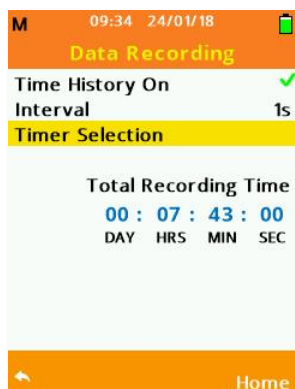 M 09:34 24/01/18
Data Recording
Time History On
Interval 1s
Timer Selection
Total Recording Time
00 : 07 : 43 : 00
DAY HRS MIN SEC
Home